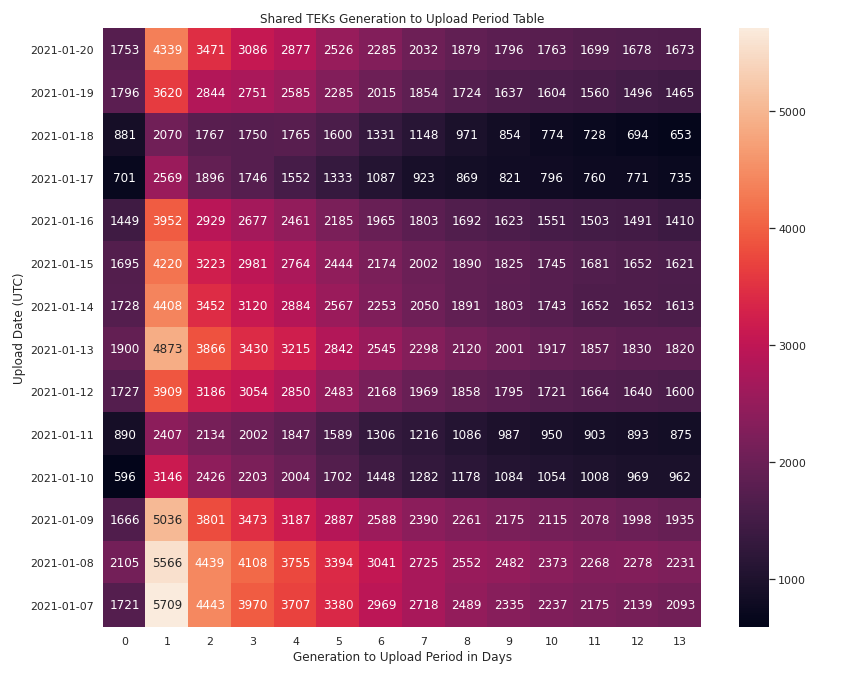 Shared TEKs Generation to Upload Period Table
Upload Date (UTC)
2021-01-20 1753 4339 3471 3086 2877 2526 2285 2032 1879 1796 1763 1699 1678 1673
2021-01-19 1796 3620 2844 2751 2585 2285 2015 1854 1724 1637 1604 1560 1496 1465
2021-01-18 881 2070 1767 1750 1765 1600 1331 1148 971 854 774 728 694 653
2021-01-17 701 2569 1896 1746 1552 1333 1087 923 869 821 796 760 771 735
2021-01-16 1449 3952 2929 2677 2461 2185 1965 1803 1692 1623 1551 1503 1491 1410
2021-01-15 1695 4220 3223 2981 2764 2444 2174 2002 1890 1825 1745 1681 1652 1621
2021-01-14 1728 4408 3452 3120 2884 2567 2253 2050 1891 1803 1743 1652 1652 1613
2021-01-13 1900 4873 3866 3430 3215 2842 2545 2298 2120 2001 1917 1857 1830 1820
2021-01-12 1727 3909 3186 3054 2850 2483 2168 1969 1858 1795 1721 1664 1640 1600
2021-01-11 890 2407 2134 2002 1847 1589 1306 1216 1086 987 950 903 893 875
2021-01-10 596 3146 2426 2203 2004 1702 1448 1282 1178 1084 1054 1008 969 962
2021-01-09 1666 5036 3801 3473 3187 2887 2588 2390 2261 2175 2115 2078 1998 1935
2021-01-08 2105 5566 4439 4108 3755 3394 3041 2725 2552 2482 2373 2268 2278 2231
2021-01-07 1721 5709 4443 3970 3707 3380 2969 2718 2489 2335 2237 2175 2139 2093
0 1 2 3 4 5 6 7 8 9 10 11 12 13
Generation to Upload Period in Days
5000
4000
3000
2000
1000